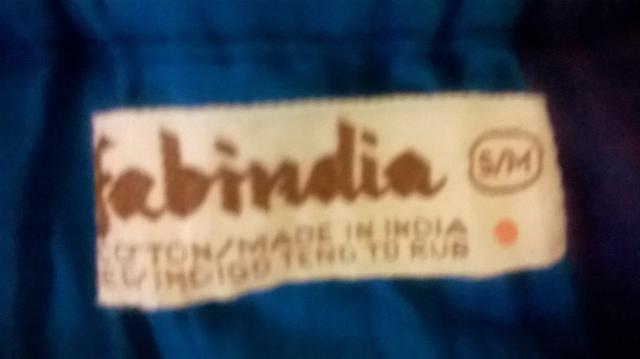 fabindia
S/M
COTTON/MADE IN INDIA
INDIGO TEND TO RUB